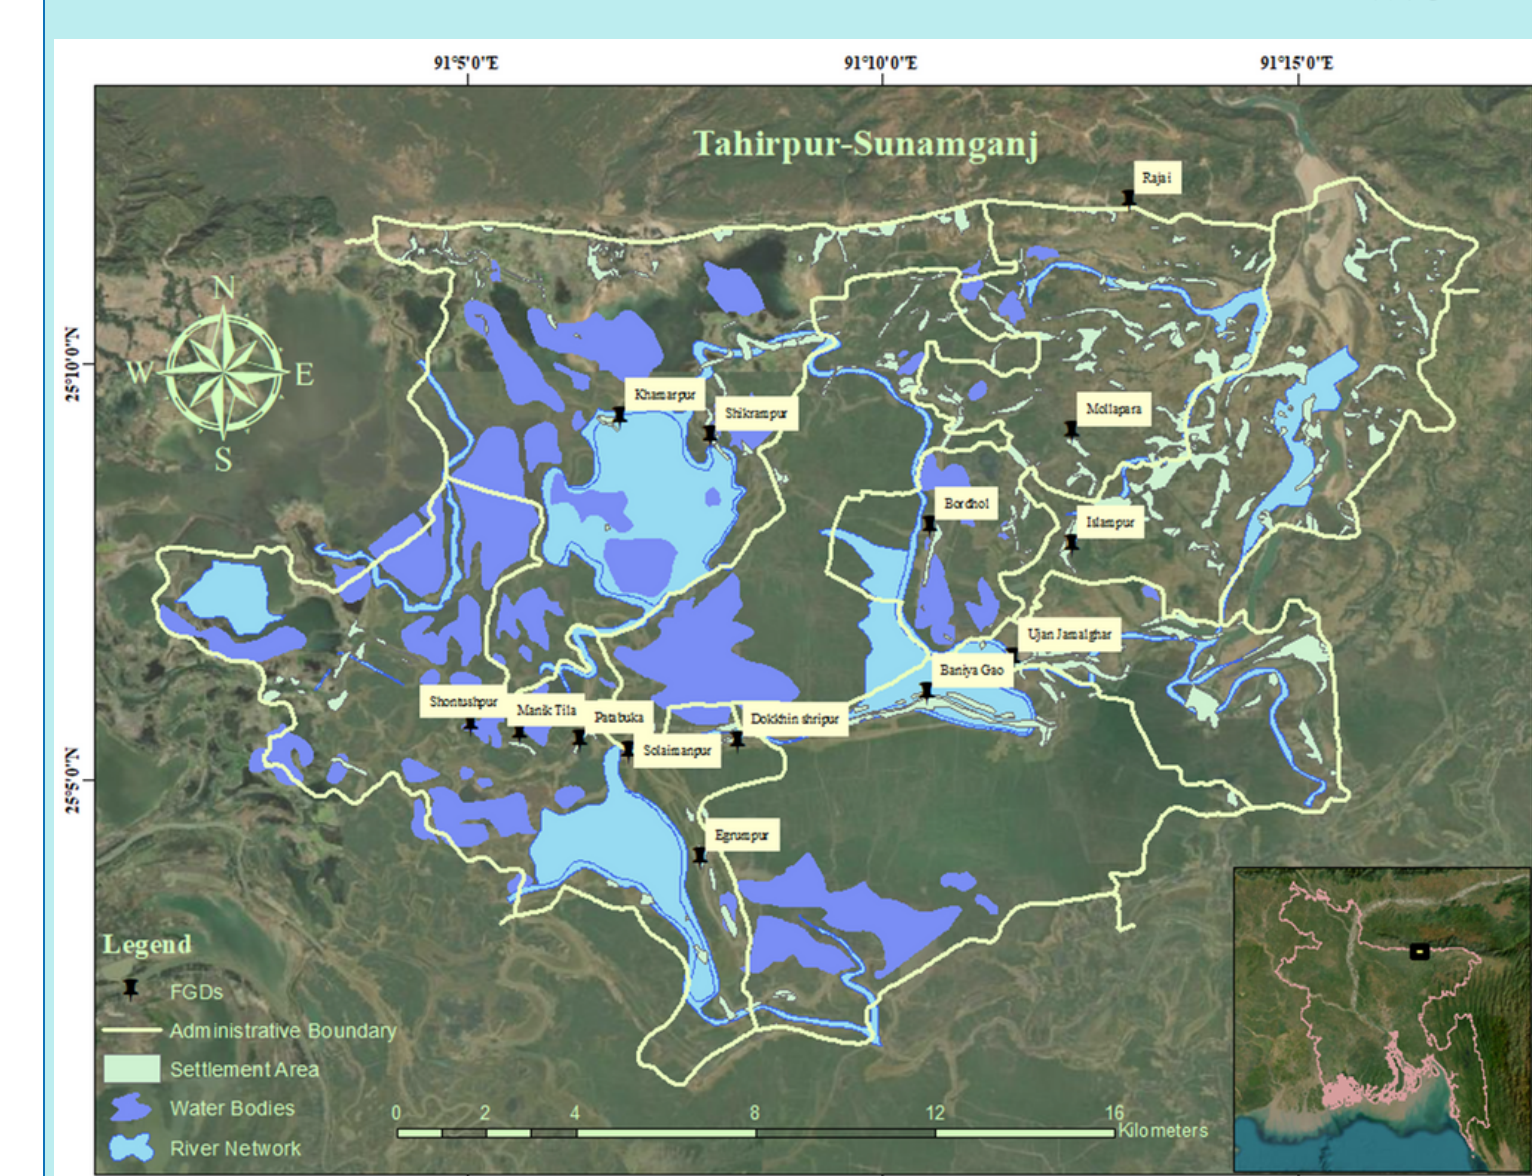 91°5'0"E
91°10'0"E
91°15'0"E
Tahirpur-Sunamganj
Rajai
N
25°10'0"N
W
E
Khamarpur
Shikrampur
Mollapara
S
Bordhol
Islampur
Ujan Jamalghar
Baniya Gao
Shontushpur
Manik Tila
Patabuka
Dokkhin shripur
Solaimanpur
25°5'0"N
Egrumpur
Legend
FGDs
Administrative Boundary
Settlement Area
Water Bodies
River Network
0 2 4 8 12 16
Kilometers